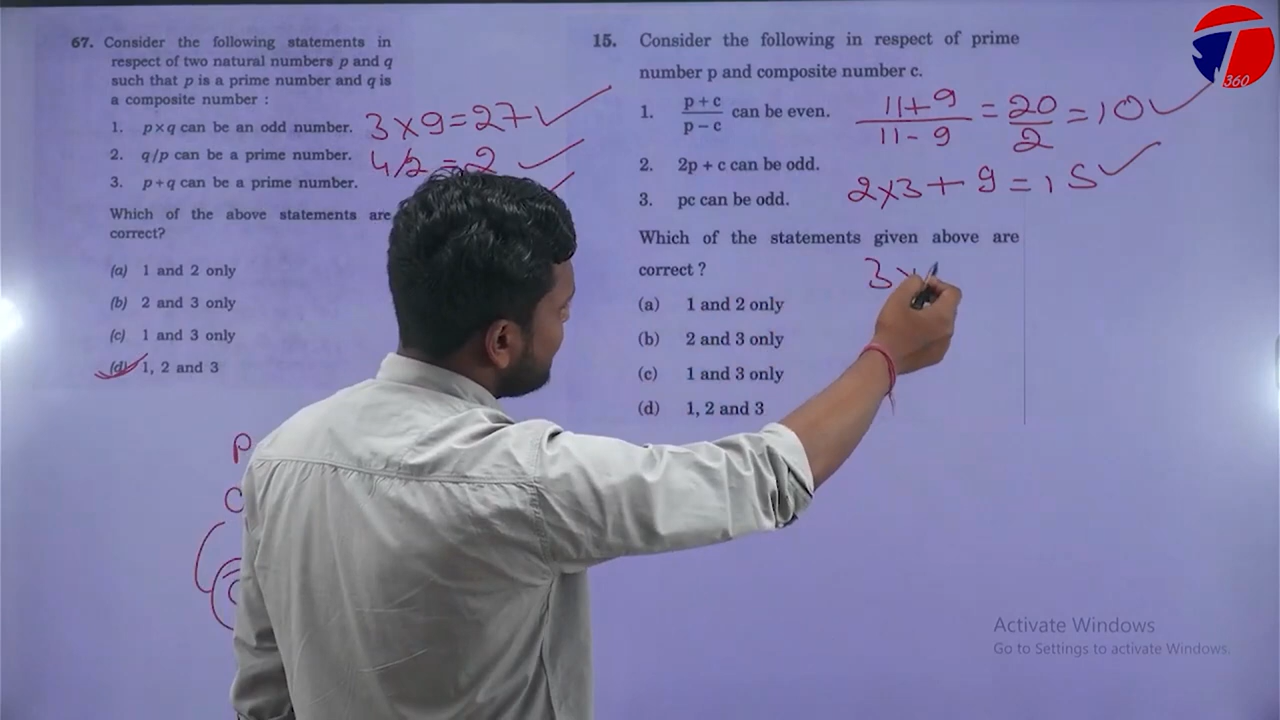 67. Consider the following statements in
respect of two natural numbers p and q
such that p is a prime number and q is
a composite number :
1. p×q can be an odd number. 3×9=27✓
2. q/p can be a prime number. 4/2=2 ✓
3. p+q can be a prime number.
Which of the above statements are
correct?
(a) 1 and 2 only
(b) 2 and 3 only
(c) 1 and 3 only
(d) 1, 2 and 3
P
15. Consider the following in respect of prime
number p and composite number c.
1. p+c / p−c can be even. 11+9 / 11-9 = 20/2 = 10 ✓
2. 2p + c can be odd.
2×3+9=15 ✓
3. pc can be odd.
Which of the statements given above are
correct ?
3×
(a) 1 and 2 only
(b) 2 and 3 only
(c) 1 and 3 only
(d) 1, 2 and 3
T
360
Activate Windows
Go to Settings to activate Windows.